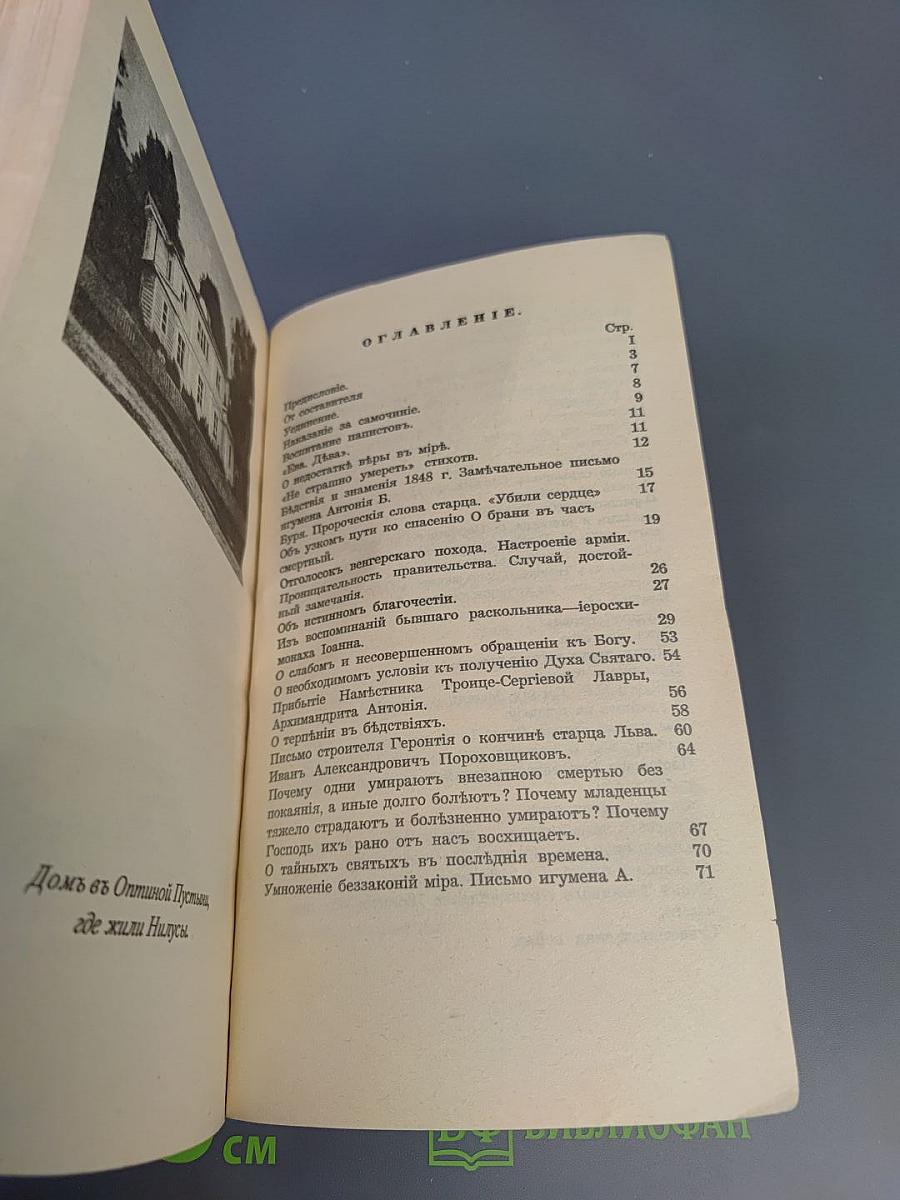 Домъ въ Оптиной Пустыни,
где жили Нилусы.
ОГЛАВЛЕНІЕ.
Стр.
Предисловіе. I
От составителя 3
Уединение. 7
Наказаніе за самочиніе. 8
Воспитаніе папистовъ. 9
«Ева. Дѣва». 11
О недостаткѣ вѣры въ мірѣ. 11
«Не страшно умереть» стихотв. 12
Бѣдствія и знаменія 1848 г. Замѣчательное письмо
игумена Антонія Б. 15
Буря. Пророческія слова старца. «Убили сердце» 17
Объ узкомъ пути ко спасенію О брани въ часъ
смертный. 19
Отголосокъ венгерскаго похода. Настроеніе арміи.
Проницательность правительства. Случай, достой-
ный замечанія. 26
Объ истинномъ благочестіи. 27
Изъ воспоминаній бывшаго раскольника—іеросхи-
монаха Іоанна. 29
О слабомъ и несовершенномъ обращеніи къ Богу. 53
О необходимомъ условіи къ полученію Духа Святаго. 54
Прибытіе Намѣстника Троице-Сергіевой Лавры,
Архимандрита Антонія. 56
О терпѣніи въ бѣдствіяхъ. 58
Письмо строителя Геронтія о кончинѣ старца Льва. 60
Иванъ Александровичъ Пороховщиковъ. 64
Почему одни умираютъ внезапною смертью без
покаянія, а иные долго болѣютъ? Почему младенцы
тяжело страдаютъ и болѣзненно умираютъ? Почему
Господь ихъ рано отъ насъ восхищаетъ. 67
О тайныхъ святыхъ въ послѣднія времена. 70
Умноженіе беззаконій міра. Письмо игумена А. 71
СМ
БФ БИБЛИОФАН